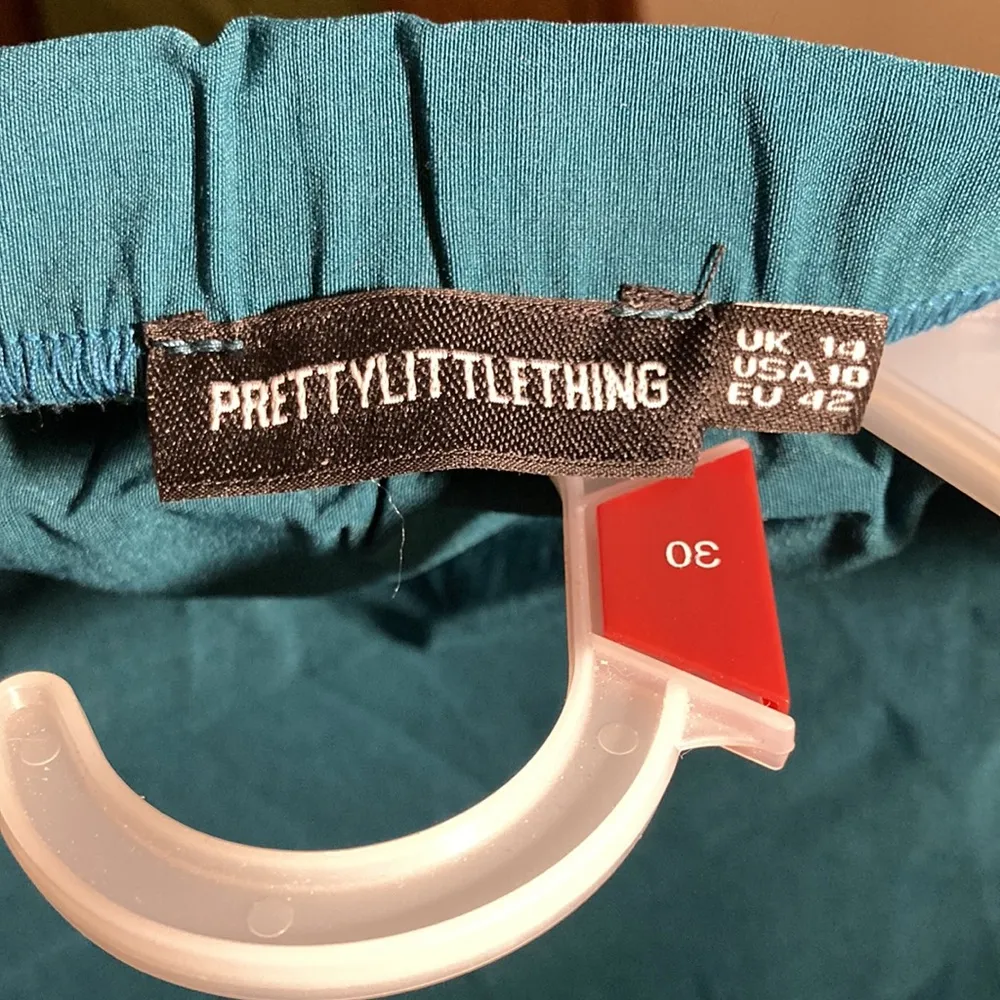 PRETTYLITTLETHING
UK 14
USA 10
EU 42
30